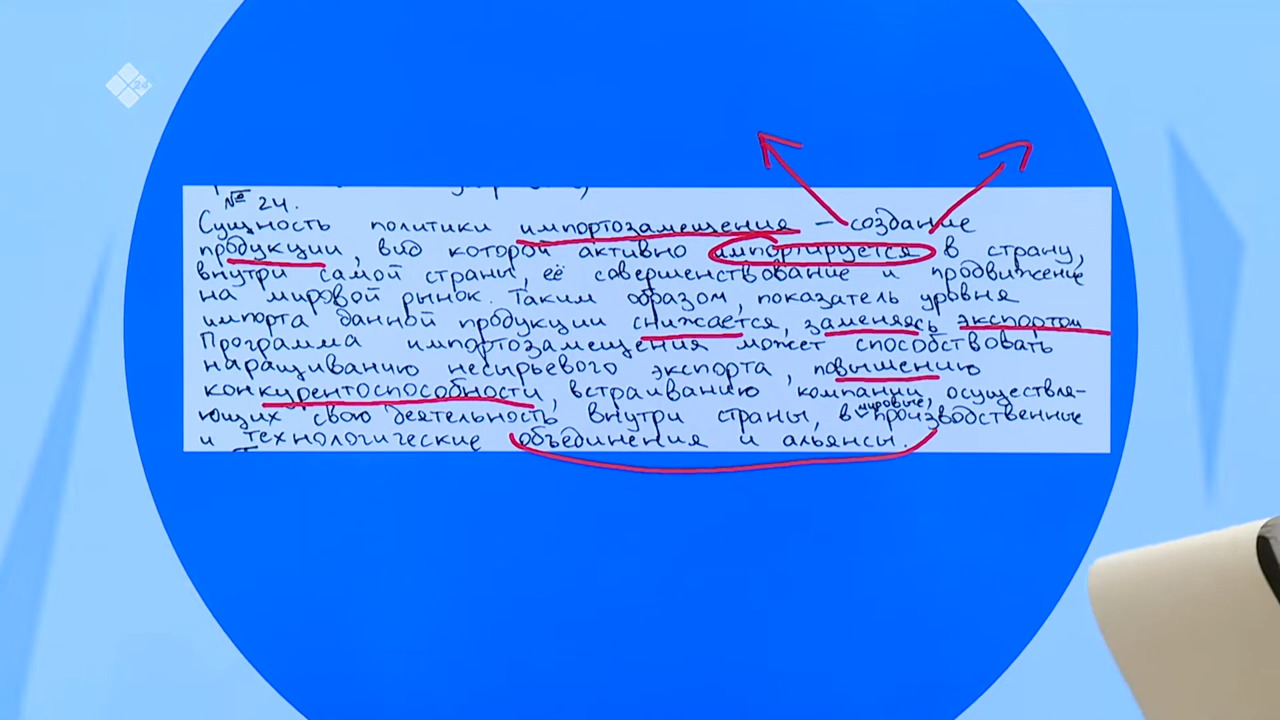 24
№ 24.
Сущность политики импортозамещения – создание
продукции, вид которой активно импортируется в страну,
внутри самой страны, её совершенствование и продвижение
на мировой рынок. Таким образом, показатель уровня
импорта данной продукции снижается, заменяясь экспортом
Программа импортозамещения может способствовать
наращиванию несырьевого экспорта, повышению
конкурентоспособности, встраиванию компаний, осуществля-
ющих свою деятельность внутри страны, в мировые, производственные
и технологические объединения и альянсы.